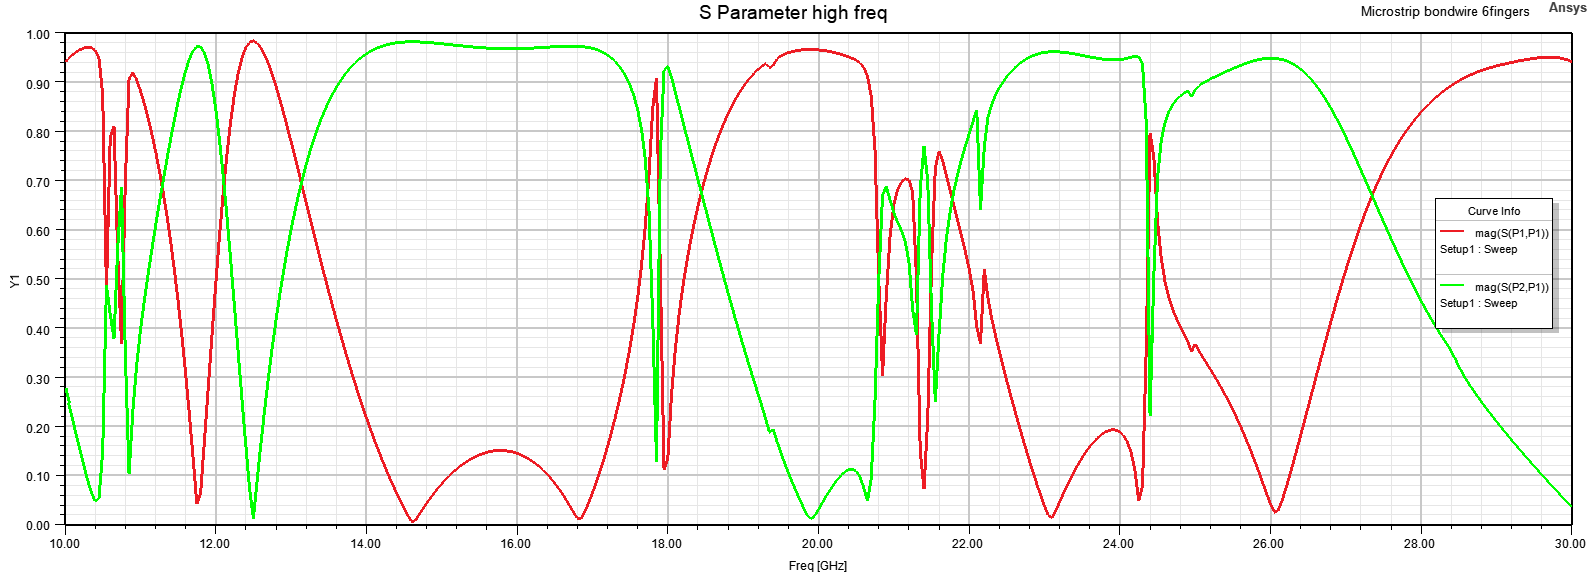 S Parameter high freq
Microstrip bondwire 6fingers
Ansys
1.00
0.90
0.80
0.70
0.60
0.50
0.40
0.30
0.20
0.10
0.00
Y1
Curve Info
mag(S(P1,P1))
Setup1 : Sweep
mag(S(P2,P1))
Setup1 : Sweep
10.00 12.00 14.00 16.00 18.00 20.00 22.00 24.00 26.00 28.00 30.00
Freq [GHz]